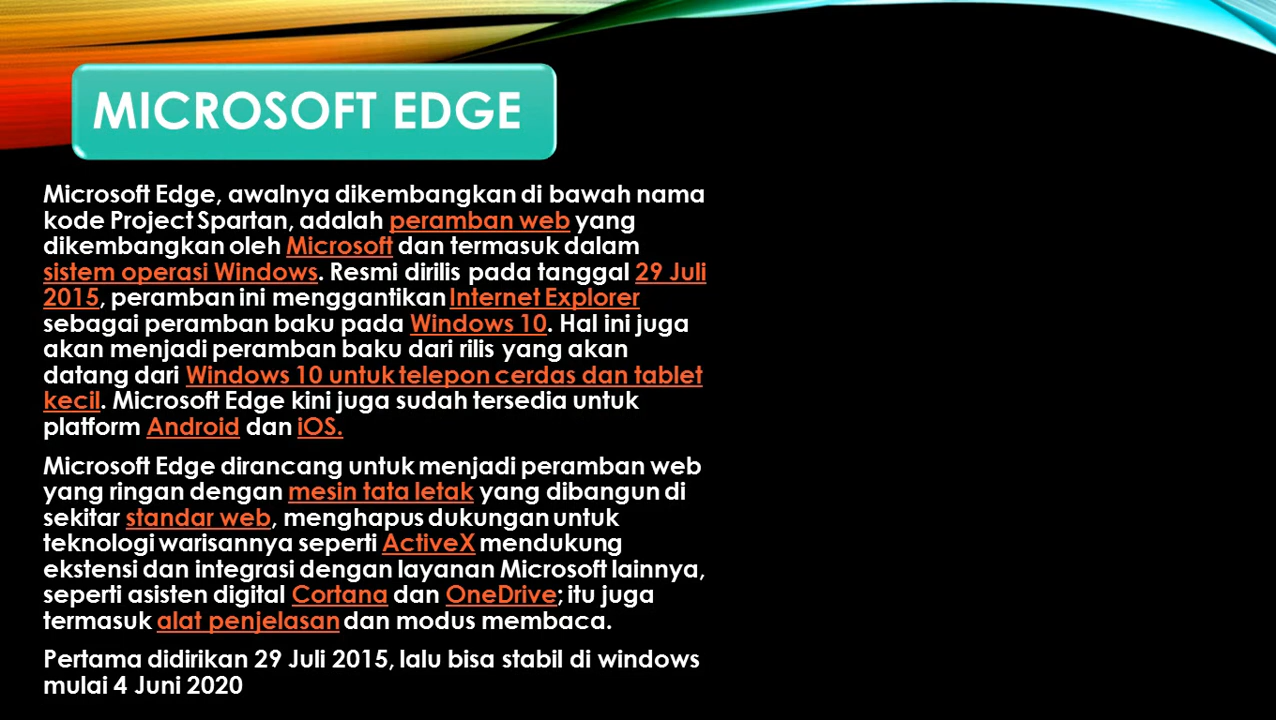 MICROSOFT EDGE
Microsoft Edge, awalnya dikembangkan di bawah nama
kode Project Spartan, adalah peramban web yang
dikembangkan oleh Microsoft dan termasuk dalam
sistem operasi Windows. Resmi dirilis pada tanggal 29 Juli
2015, peramban ini menggantikan Internet Explorer
sebagai peramban baku pada Windows 10. Hal ini juga
akan menjadi peramban baku dari rilis yang akan
datang dari Windows 10 untuk telepon cerdas dan tablet
kecil. Microsoft Edge kini juga sudah tersedia untuk
platform Android dan iOS.
Microsoft Edge dirancang untuk menjadi peramban web
yang ringan dengan mesin tata letak yang dibangun di
sekitar standar web, menghapus dukungan untuk
teknologi warisannya seperti ActiveX mendukung
ekstensi dan integrasi dengan layanan Microsoft lainnya,
seperti asisten digital Cortana dan OneDrive; itu juga
termasuk alat penjelasan dan modus membaca.
Pertama didirikan 29 Juli 2015, lalu bisa stabil di windows
mulai 4 Juni 2020